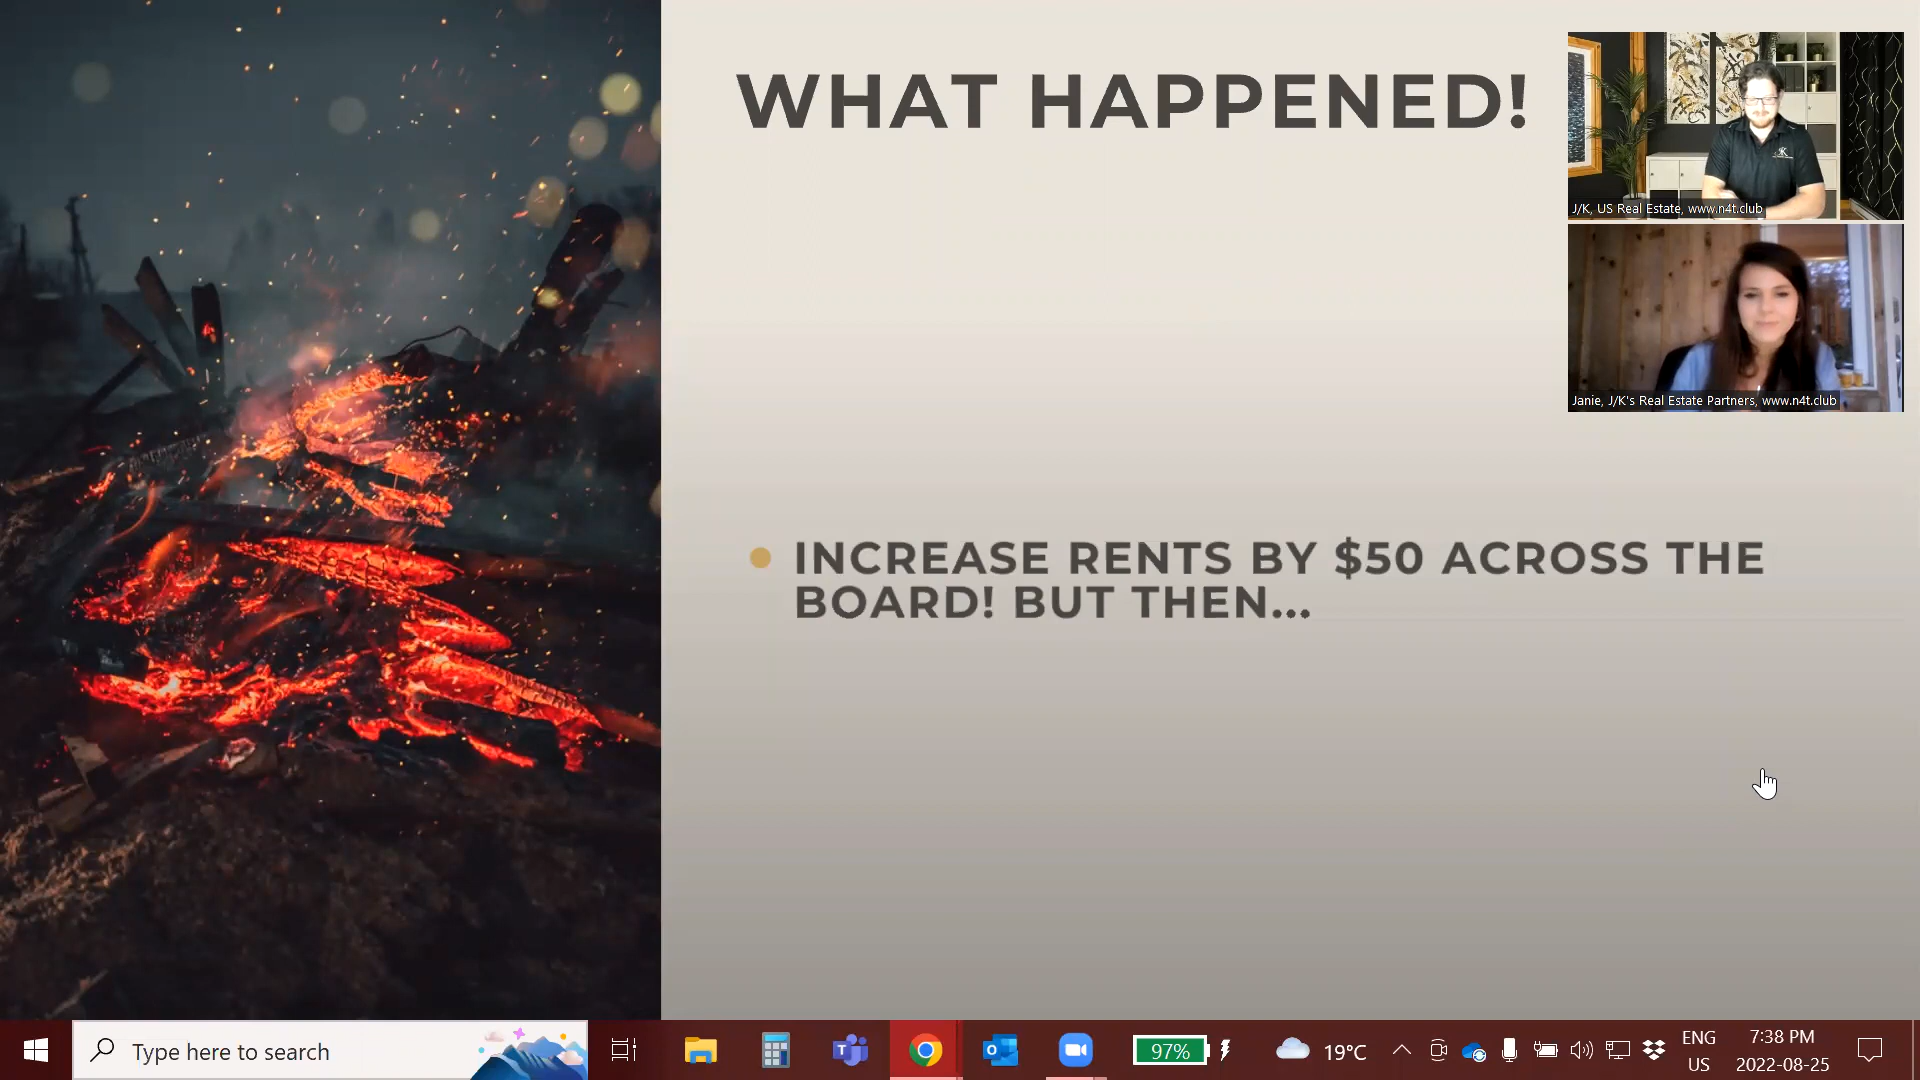 WHAT HAPPENED!
J/K, US Real Estate, www.n4t.club
Janie, J/K's Real Estate Partners, www.n4t.club
INCREASE RENTS BY $50 ACROSS THE
BOARD! BUT THEN...
Type here to search
97%
19°C
ENG
US
7:38 PM
2022-08-25